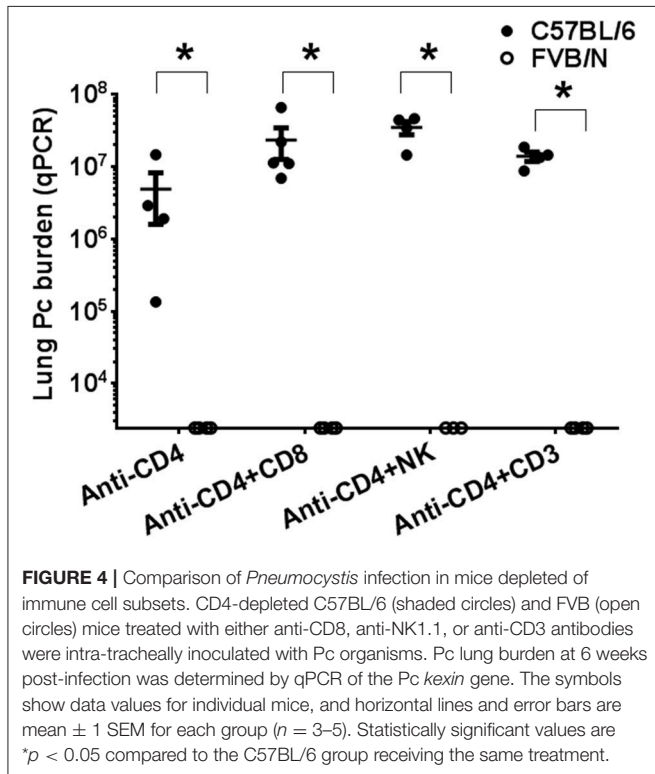 ● C57BL/6
○ FVB/N
* * * *
Lung Pc burden (qPCR)
10⁸
10⁷
10⁶
10⁵
10⁴
Anti-CD4
Anti-CD4+CD8
Anti-CD4+NK
Anti-CD4+CD3
FIGURE 4 | Comparison of Pneumocystis infection in mice depleted of
immune cell subsets. CD4-depleted C57BL/6 (shaded circles) and FVB (open
circles) mice treated with either anti-CD8, anti-NK1.1, or anti-CD3 antibodies
were intra-tracheally inoculated with Pc organisms. Pc lung burden at 6 weeks
post-infection was determined by qPCR of the Pc kexin gene. The symbols
show data values for individual mice, and horizontal lines and error bars are
mean ± 1 SEM for each group (n = 3–5). Statistically significant values are
*p < 0.05 compared to the C57BL/6 group receiving the same treatment.